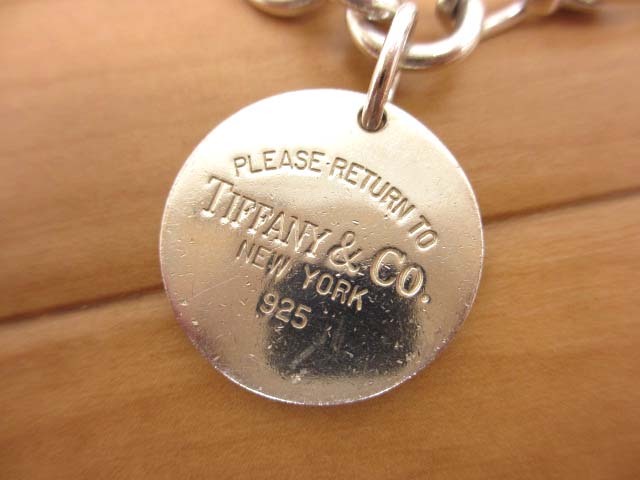 PLEASE RETURN TO
TIFFANY & CO.
NEW YORK
925